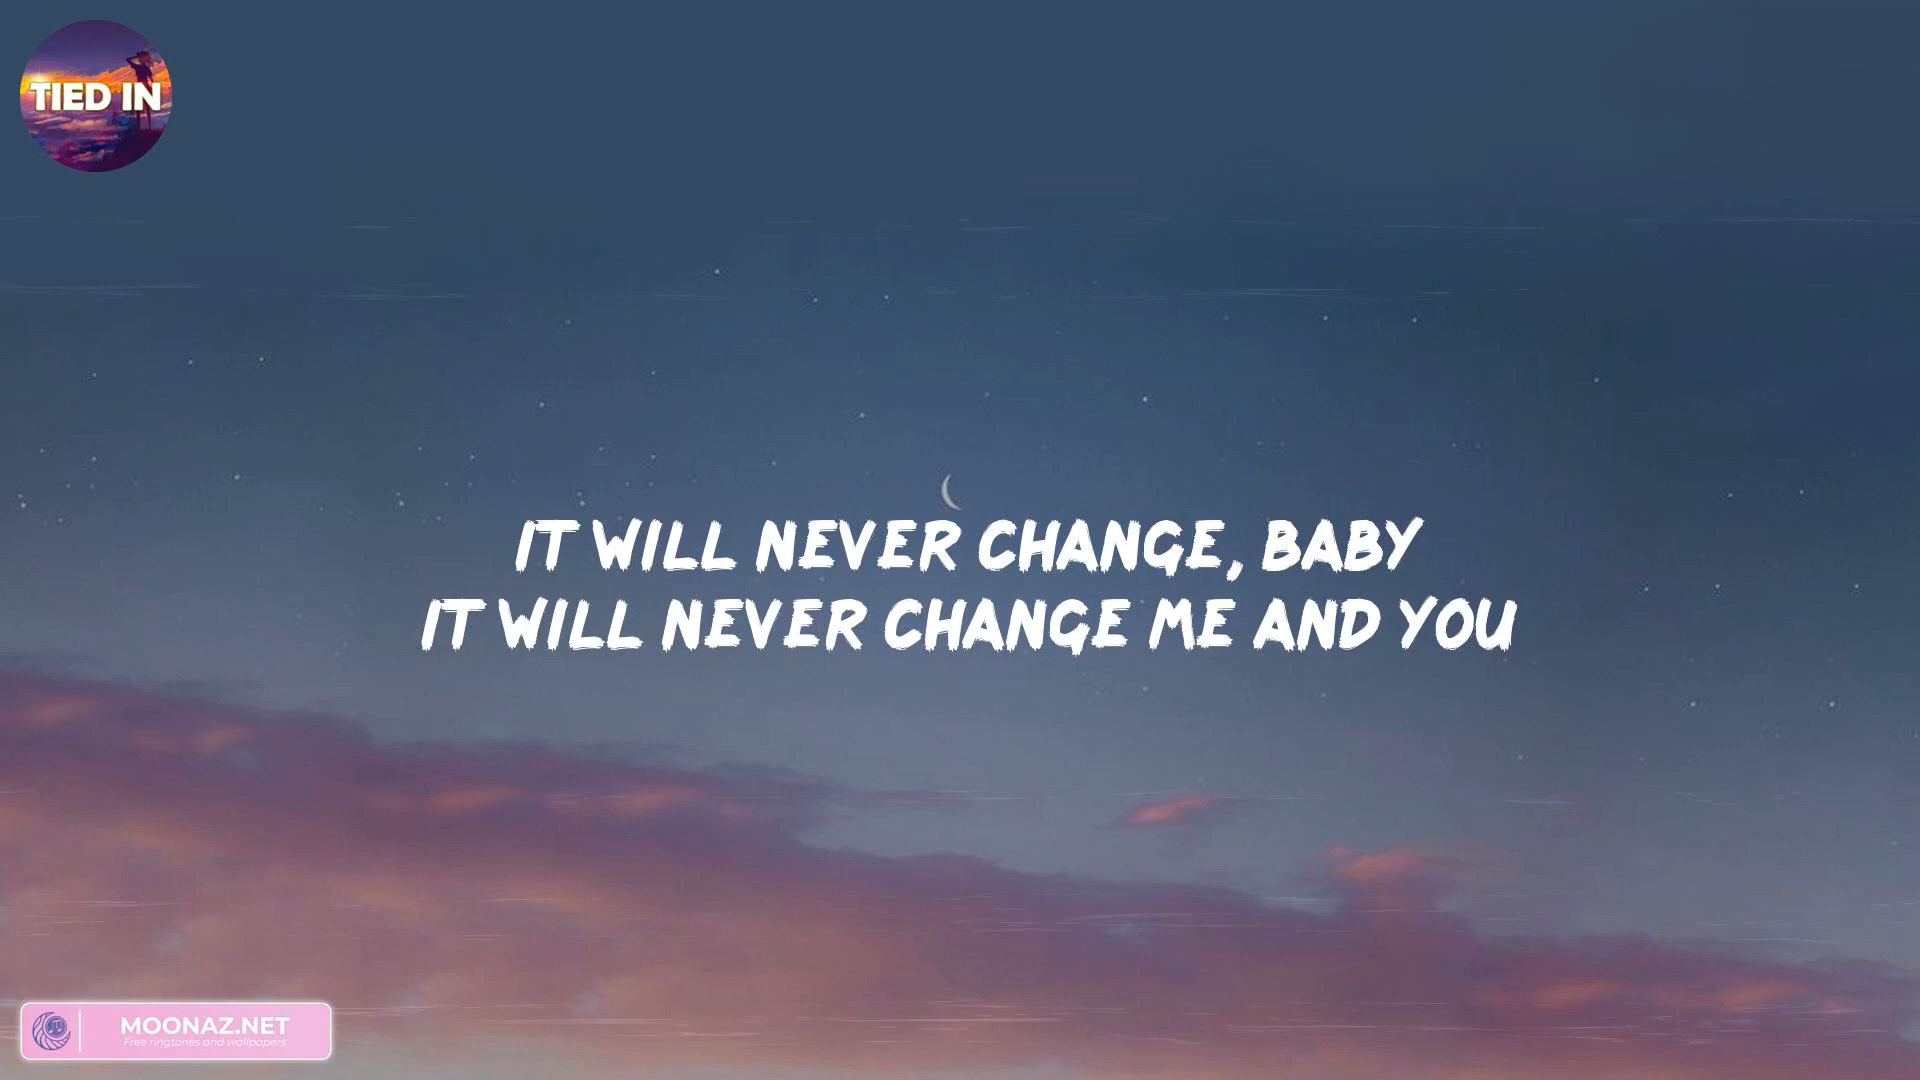 TIED IN
IT WILL NEVER CHANGE, BABY
IT WILL NEVER CHANGE ME AND YOU
MOONAZ.NET
Free ringtones and wallpapers